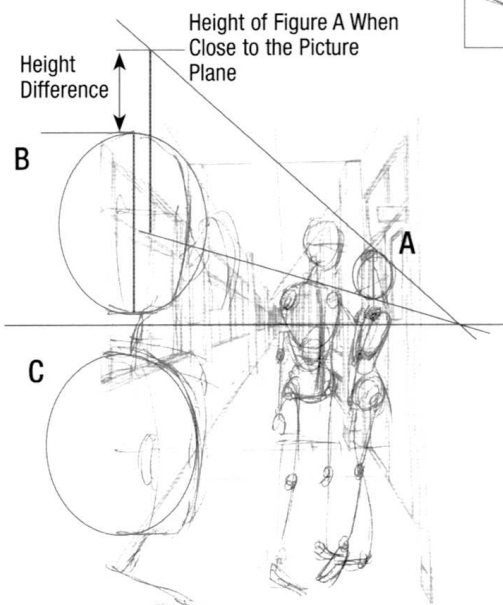 Height of Figure A When
Close to the Picture
Plane
Height
Difference
B
A
C